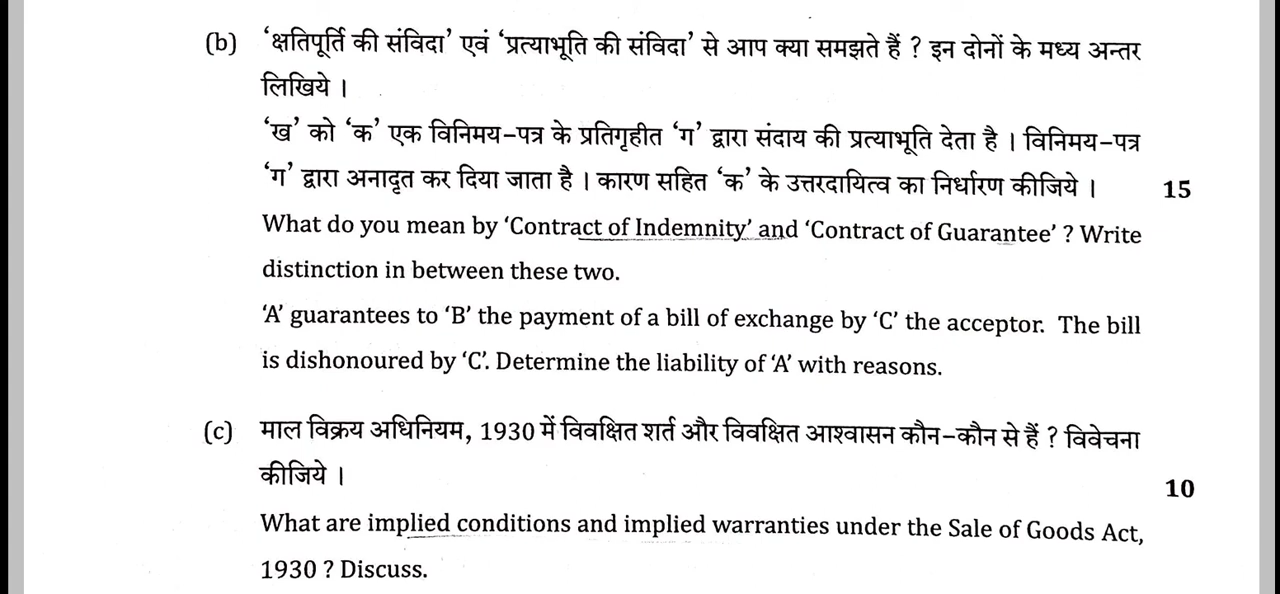 (b) ‘क्षतिपूर्ति की संविदा’ एवं ‘प्रत्याभूति की संविदा’ से आप क्या समझते हैं ? इन दोनों के मध्य अन्तर
लिखिये ।
‘ख’ को ‘क’ एक विनिमय-पत्र के प्रतिगृहीत ‘ग’ द्वारा संदाय की प्रत्याभूति देता है । विनिमय-पत्र
‘ग’ द्वारा अनादृत कर दिया जाता है । कारण सहित ‘क’ के उत्तरदायित्व का निर्धारण कीजिये । 15
What do you mean by ‘Contract of Indemnity’ and ‘Contract of Guarantee’ ? Write
distinction in between these two.
‘A’ guarantees to ‘B’ the payment of a bill of exchange by ‘C’ the acceptor. The bill
is dishonoured by ‘C’. Determine the liability of ‘A’ with reasons.
(c) माल विक्रय अधिनियम, 1930 में विवक्षित शर्त और विवक्षित आश्वासन कौन-कौन से हैं ? विवेचना
कीजिये ।
10
What are implied conditions and implied warranties under the Sale of Goods Act,
1930 ? Discuss.